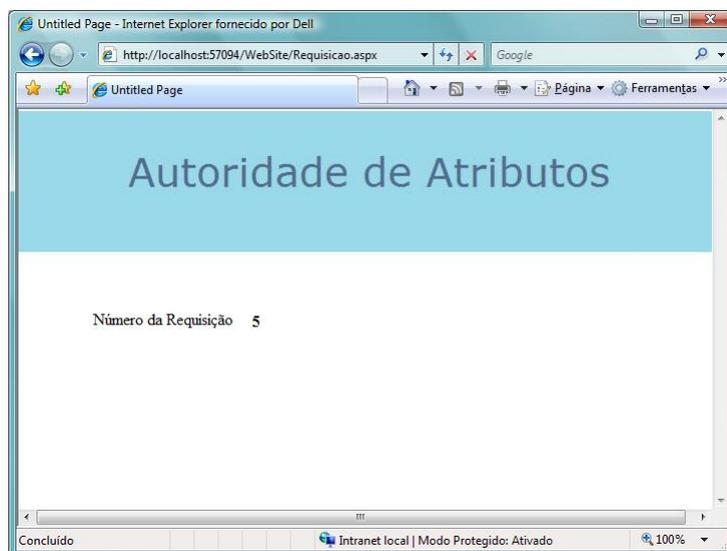 Untitled Page - Internet Explorer fornecido por Dell
http://localhost:57094/WebSite/Requisicao.aspx
Google
Untitled Page
Página
Ferramentas
Autoridade de Atributos
Número da Requisição 5
Concluído
Intranet local | Modo Protegido: Ativado
100%